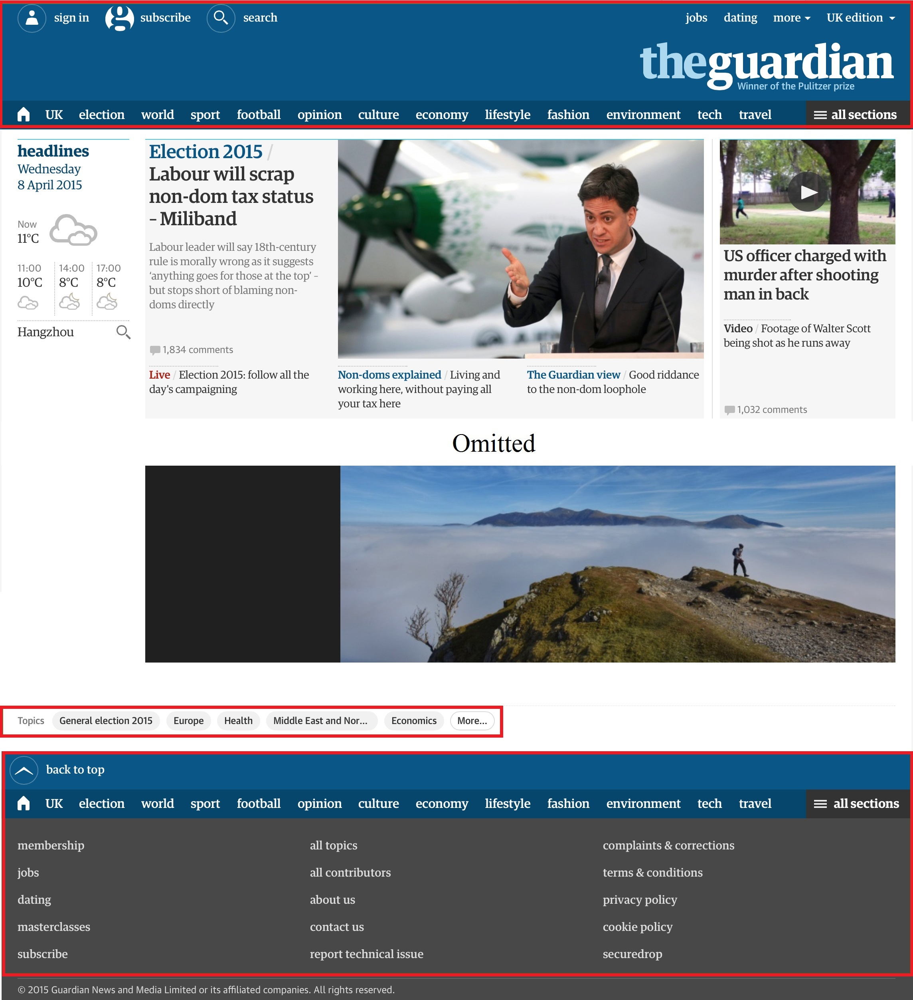 sign in subscribe search jobs dating more UK edition
theguardian
Winner of the Pulitzer prize
UK election world sport football opinion culture economy lifestyle fashion environment tech travel all sections
headlines
Wednesday
8 April 2015
Now
11°C
11:00 14:00 17:00
10°C 8°C 8°C
Hangzhou
Election 2015 /
Labour will scrap
non-dom tax status
– Miliband
Labour leader will say 18th-century
rule is morally wrong as it suggests
‘anything goes for those at the top’ –
but stops short of blaming non-
doms directly
1,834 comments
Live / Election 2015: follow all the
day's campaigning
Non-doms explained / Living and
working here, without paying all
your tax here
The Guardian view / Good riddance
to the non-dom loophole
US officer charged with
murder after shooting
man in back
Video / Footage of Walter Scott
being shot as he runs away
1,032 comments
Omitted
Topics General election 2015 Europe Health Middle East and Nor... Economics More...
back to top
UK election world sport football opinion culture economy lifestyle fashion environment tech travel all sections
membership all topics complaints & corrections
jobs all contributors terms & conditions
dating about us privacy policy
masterclasses contact us cookie policy
subscribe report technical issue securedrop
© 2015 Guardian News and Media Limited or its affiliated companies. All rights reserved.